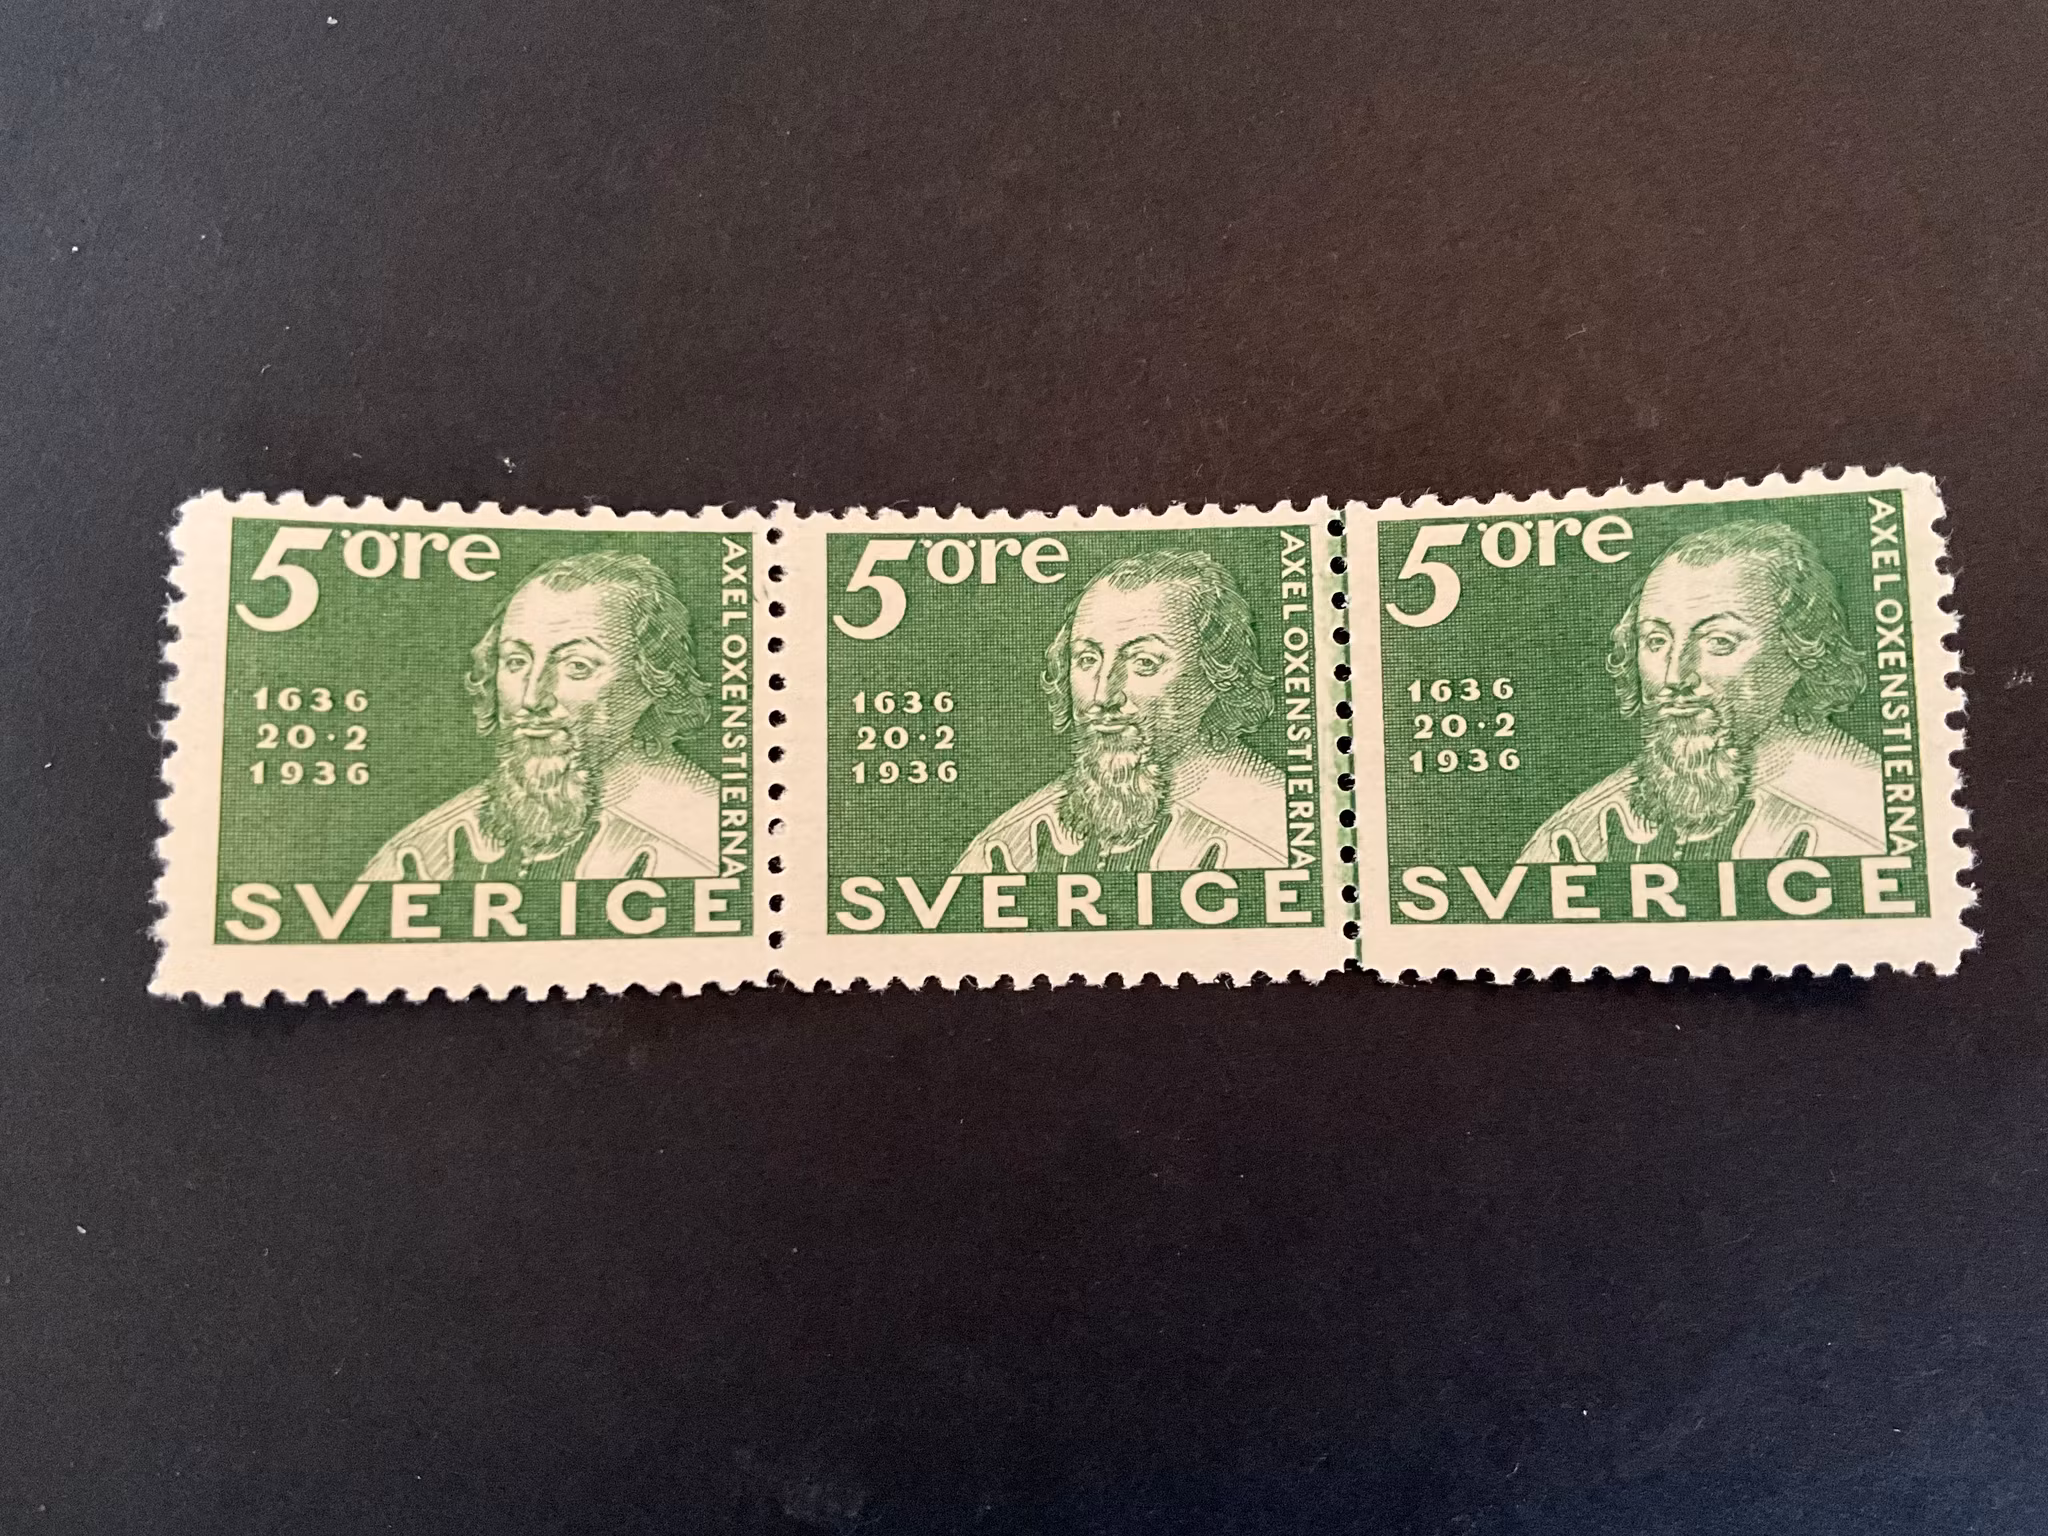 5 öre
1636
20·2
1936
AXEL OXENSTIERNA
SVERIGE
5 öre
1636
20·2
1936
AXEL OXENSTIERNA
SVERIGE
5 öre
1636
20·2
1936
AXEL OXENSTIERNA
SVERIGE